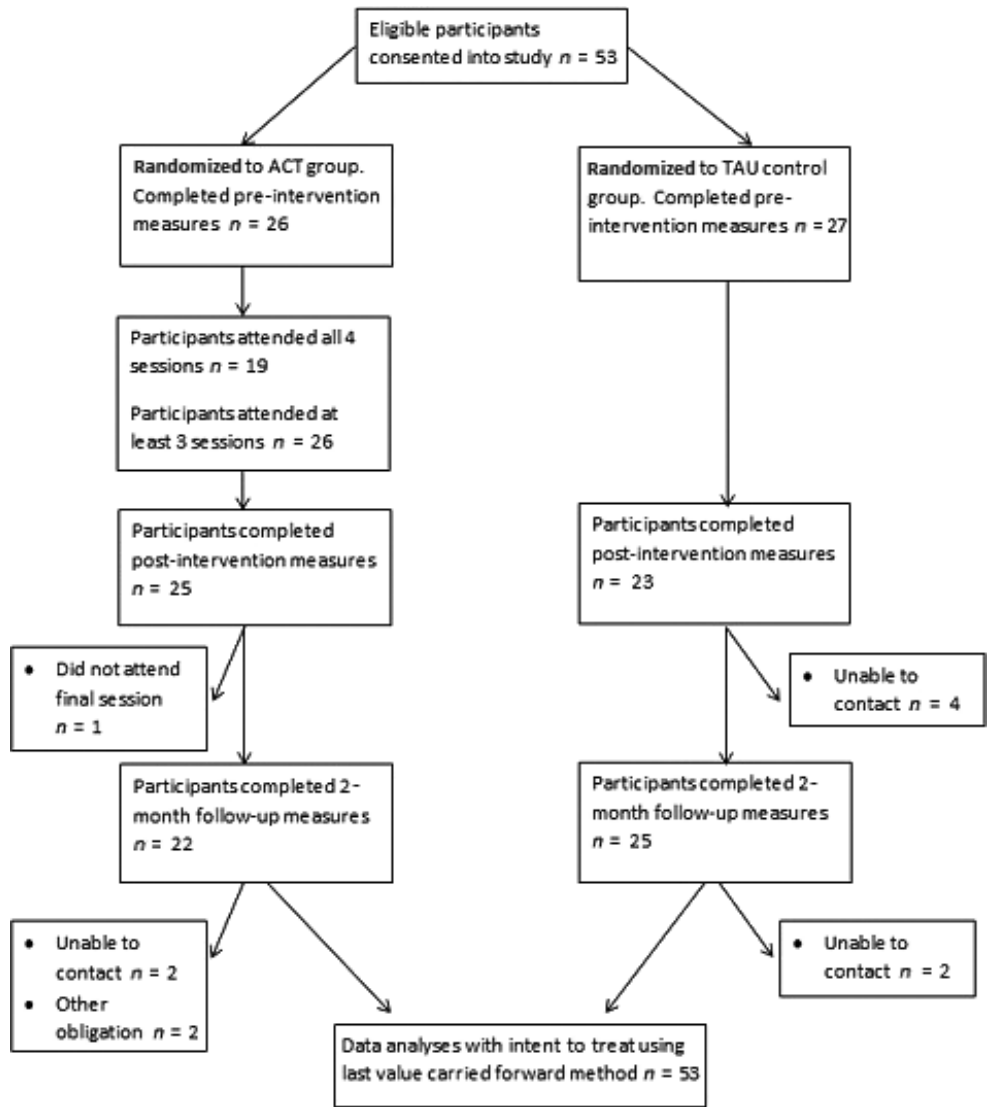 Eligible participants
consented into study n = 53
Randomized to ACT group.
Completed pre-intervention
measures n = 26
Randomized to TAU control
group. Completed pre-
intervention measures n = 27
Participants attended all 4
sessions n = 19
Participants attended at
least 3 sessions n = 26
Participants completed
post-intervention measures
n = 25
Participants completed
post-intervention measures
n = 23
• Did not attend
final session
n = 1
• Unable to
contact n = 4
Participants completed 2-
month follow-up measures
n = 22
Participants completed 2-
month follow-up measures
n = 25
• Unable to
contact n = 2
• Other
obligation n = 2
• Unable to
contact n = 2
Data analyses with intent to treat using
last value carried forward method n = 53